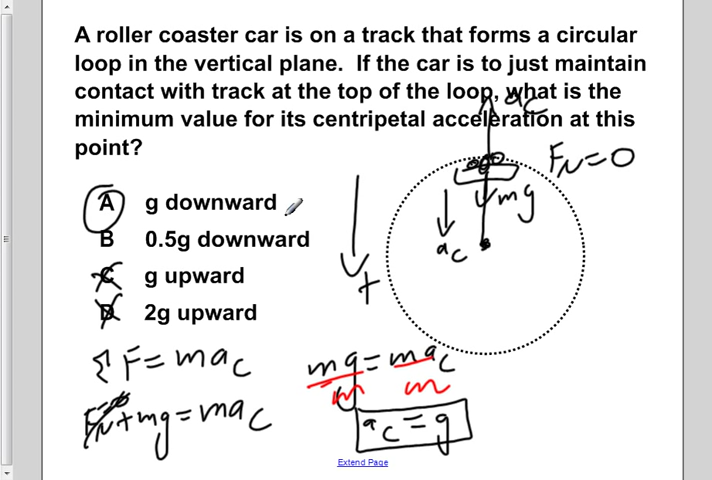 A roller coaster car is on a track that forms a circular
loop in the vertical plane. If the car is to just maintain
contact with track at the top of the loop, what is the
minimum value for its centripetal acceleration at this
point?
ac
FN=0
A g downward
mg
B 0.5g downward
ac
C g upward
+
D 2g upward
ΣF=mac
mg=mac
m m
FN+mg=mac
ac=g
Extend Page